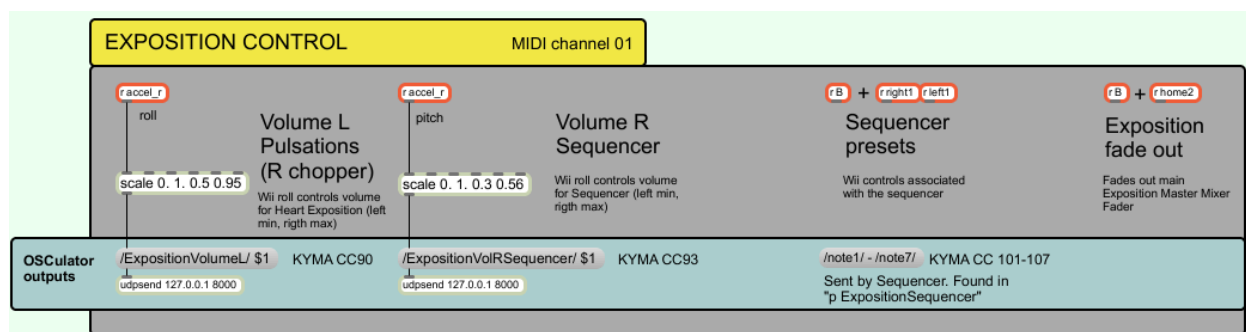 EXPOSITION CONTROL MIDI channel 01
r accel_r
roll
Volume L
Pulsations
(R chopper)
scale 0. 1. 0.5 0.95
Wii roll controls volume
for Heart Exposition (left
min, rigth max)
r accel_r
pitch
Volume R
Sequencer
scale 0. 1. 0.3 0.56
Wii roll controls volume
for Sequencer (left min,
rigth max)
r B + r right1 r left1
Sequencer
presets
Wii controls associated
with the sequencer
r B + r home2
Exposition
fade out
Fades out main
Exposition Master Mixer
Fader
OSCulator
outputs
/ExpositionVolumeL/ $1 KYMA CC90
udpsend 127.0.0.1 8000
/ExpositionVolRSequencer/ $1 KYMA CC93
udpsend 127.0.0.1 8000
/note1/ - /note7/ KYMA CC 101-107
Sent by Sequencer. Found in
"p ExpositionSequencer"